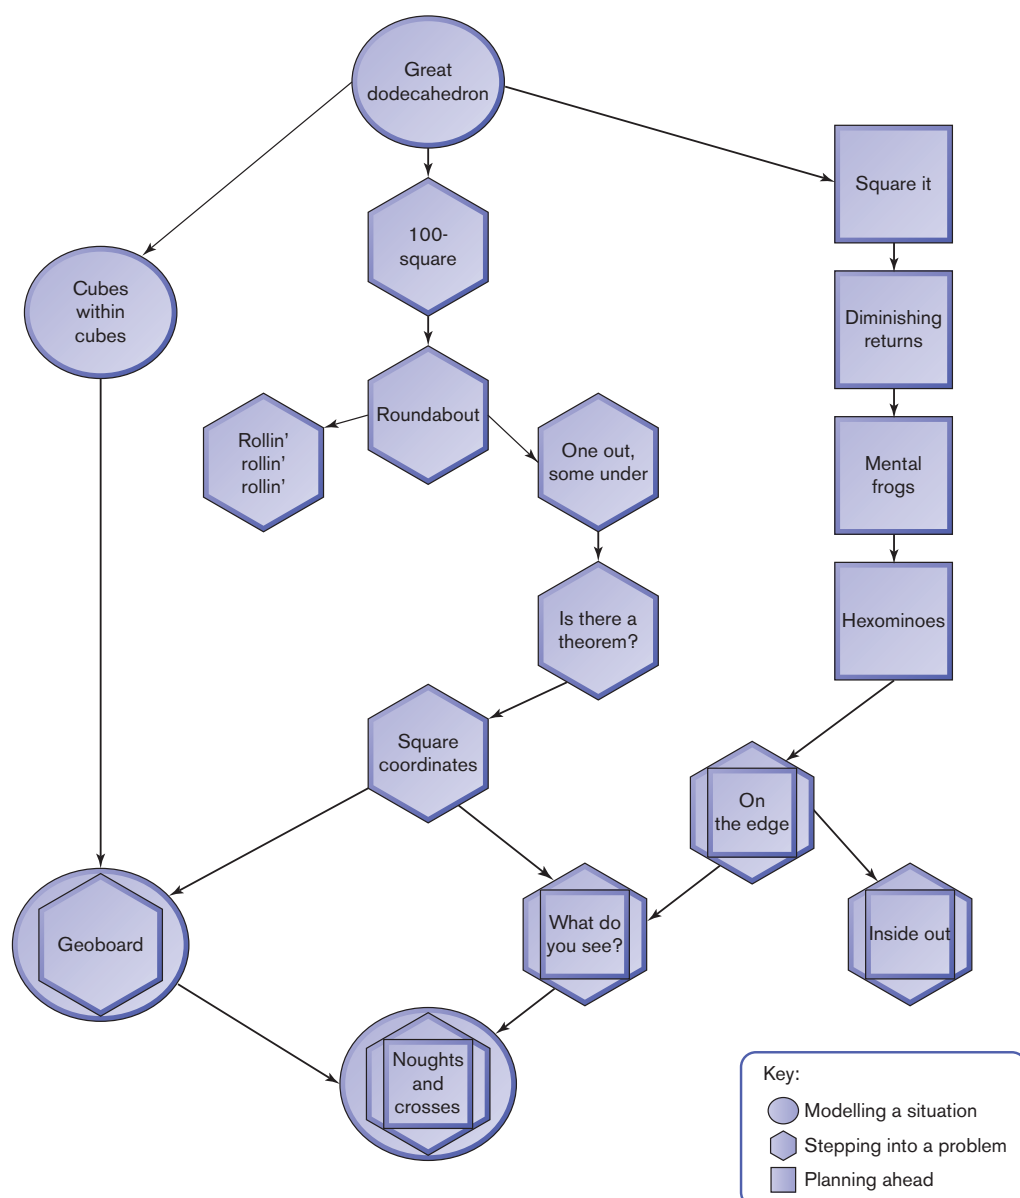 Great
dodecahedron
Square it
100-
square
Cubes
within
cubes
Diminishing
returns
Roundabout
Rollin’
rollin’
rollin’
One out,
some under
Mental
frogs
Is there a
theorem?
Hexominoes
Square
coordinates
On
the edge
Geoboard
What do
you see?
Inside out
Noughts
and
crosses
Key:
Modelling a situation
Stepping into a problem
Planning ahead